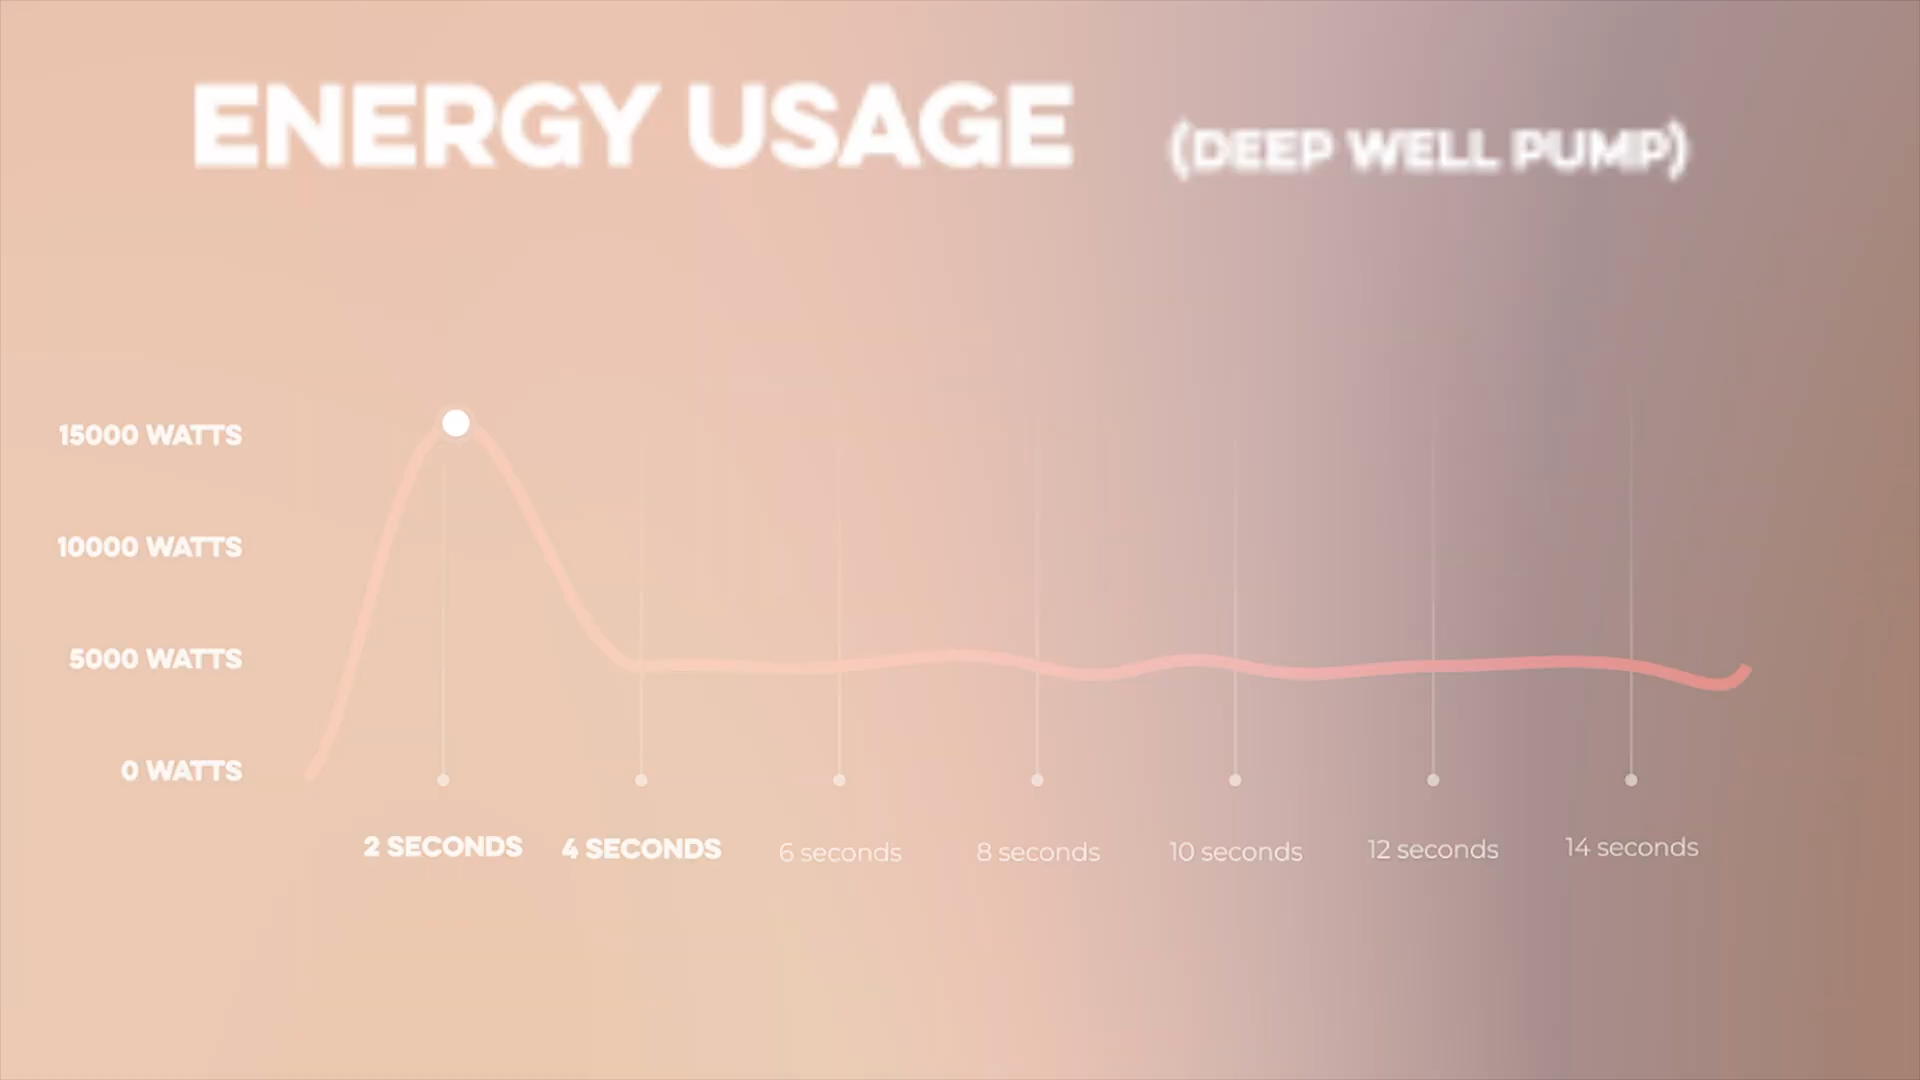 ENERGY USAGE (DEEP WELL PUMP)
15000 WATTS
10000 WATTS
5000 WATTS
0 WATTS
2 SECONDS 4 SECONDS 6 seconds 8 seconds 10 seconds 12 seconds 14 seconds